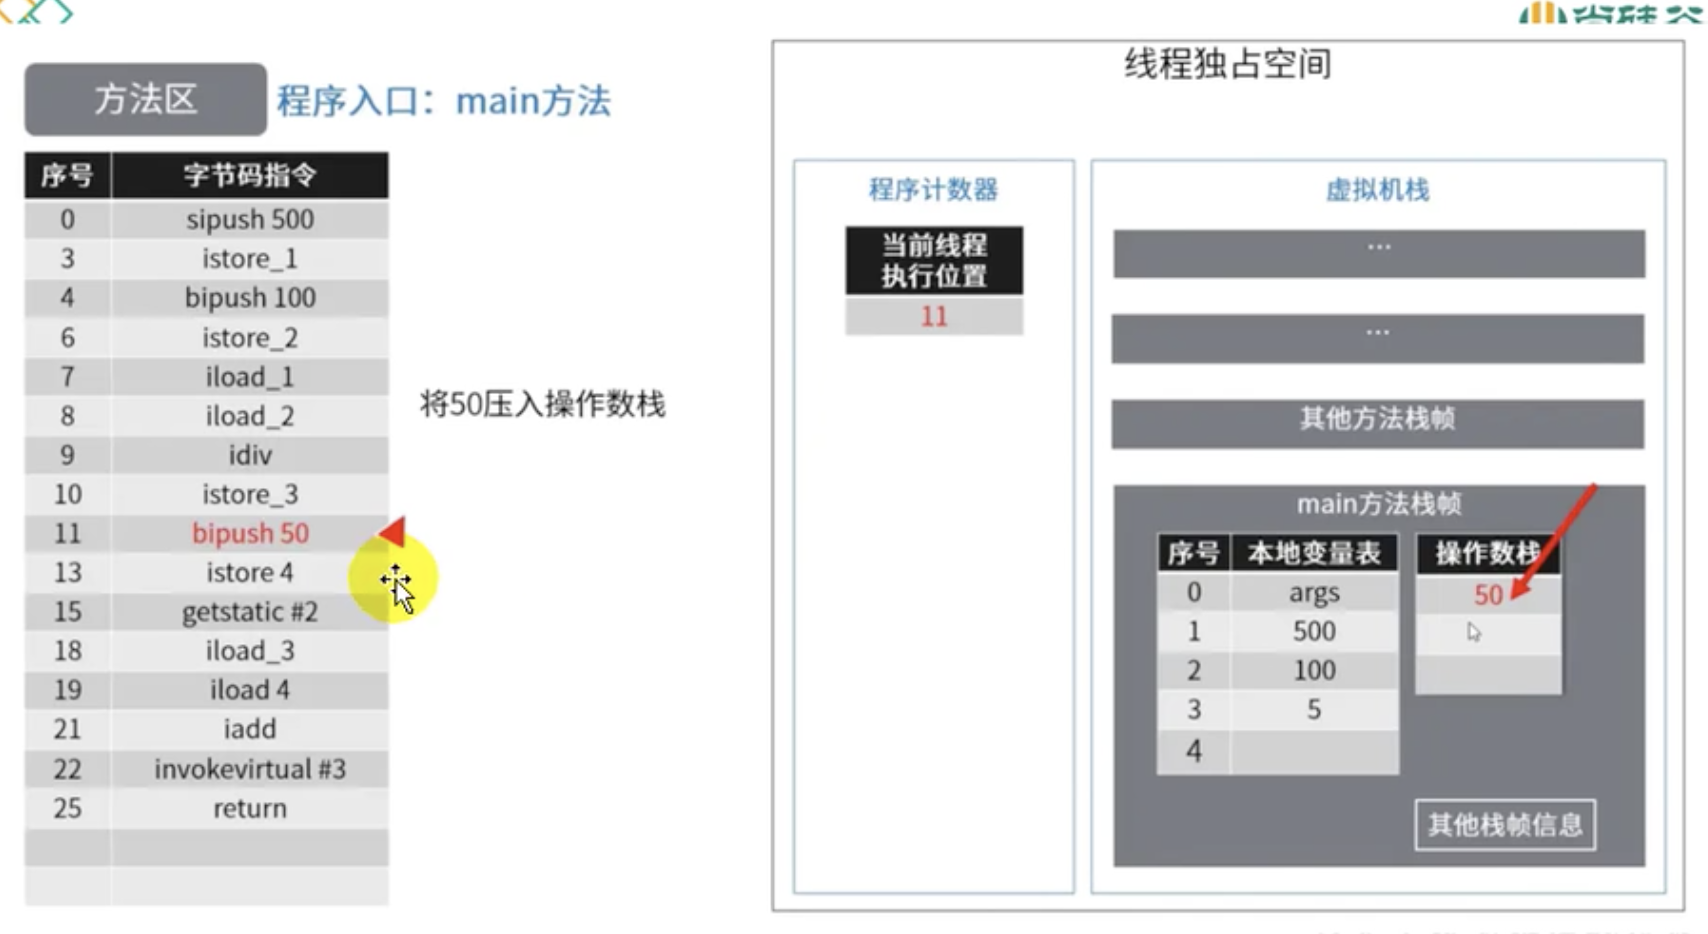 尚硅谷
方法区 程序入口：main方法
序号 字节码指令
0 sipush 500
3 istore_1
4 bipush 100
6 istore_2
7 iload_1
8 iload_2
9 idiv
10 istore_3
11 bipush 50
13 istore 4
15 getstatic #2
18 iload_3
19 iload 4
21 iadd
22 invokevirtual #3
25 return
将50压入操作数栈
线程独占空间
程序计数器
当前线程
执行位置
11
虚拟机栈
...
...
其他方法栈帧
main方法栈帧
序号 本地变量表
0 args
1 500
2 100
3 5
4
操作数栈
50
其他栈帧信息